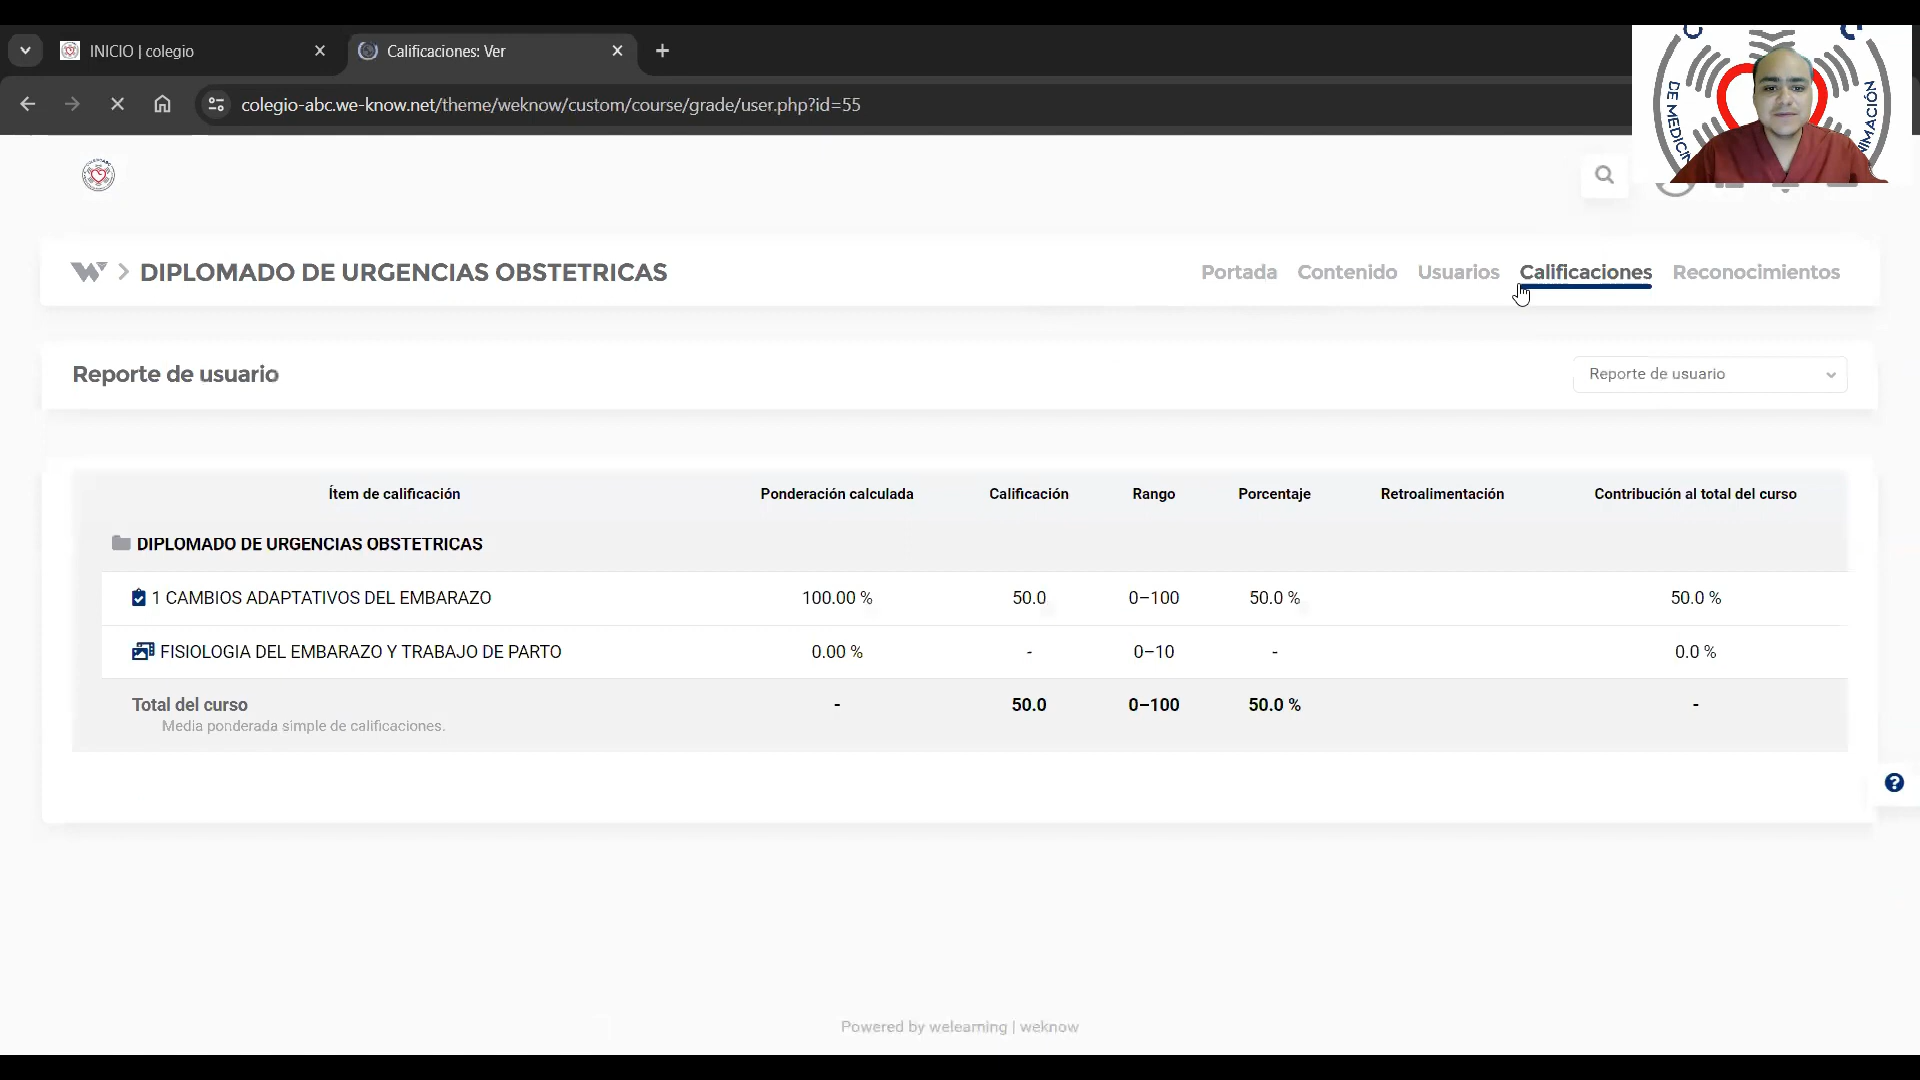 INICIO | colegio
Calificaciones: Ver
colegio-abc.we-know.net/theme/weknow/custom/course/grade/user.php?id=55
DE MEDICIN
NIMACIÓN
DIPLOMADO DE URGENCIAS OBSTETRICAS
Portada Contenido Usuarios Calificaciones Reconocimientos
Reporte de usuario
Reporte de usuario
Ítem de calificación Ponderación calculada Calificación Rango Porcentaje Retroalimentación Contribución al total del curso
DIPLOMADO DE URGENCIAS OBSTETRICAS
1 CAMBIOS ADAPTATIVOS DEL EMBARAZO 100.00 % 50.0 0–100 50.0 % 50.0 %
FISIOLOGIA DEL EMBARAZO Y TRABAJO DE PARTO 0.00 % - 0–10 - 0.0 %
Total del curso - 50.0 0–100 50.0 % -
Media ponderada simple de calificaciones.
Powered by welearning | weknow